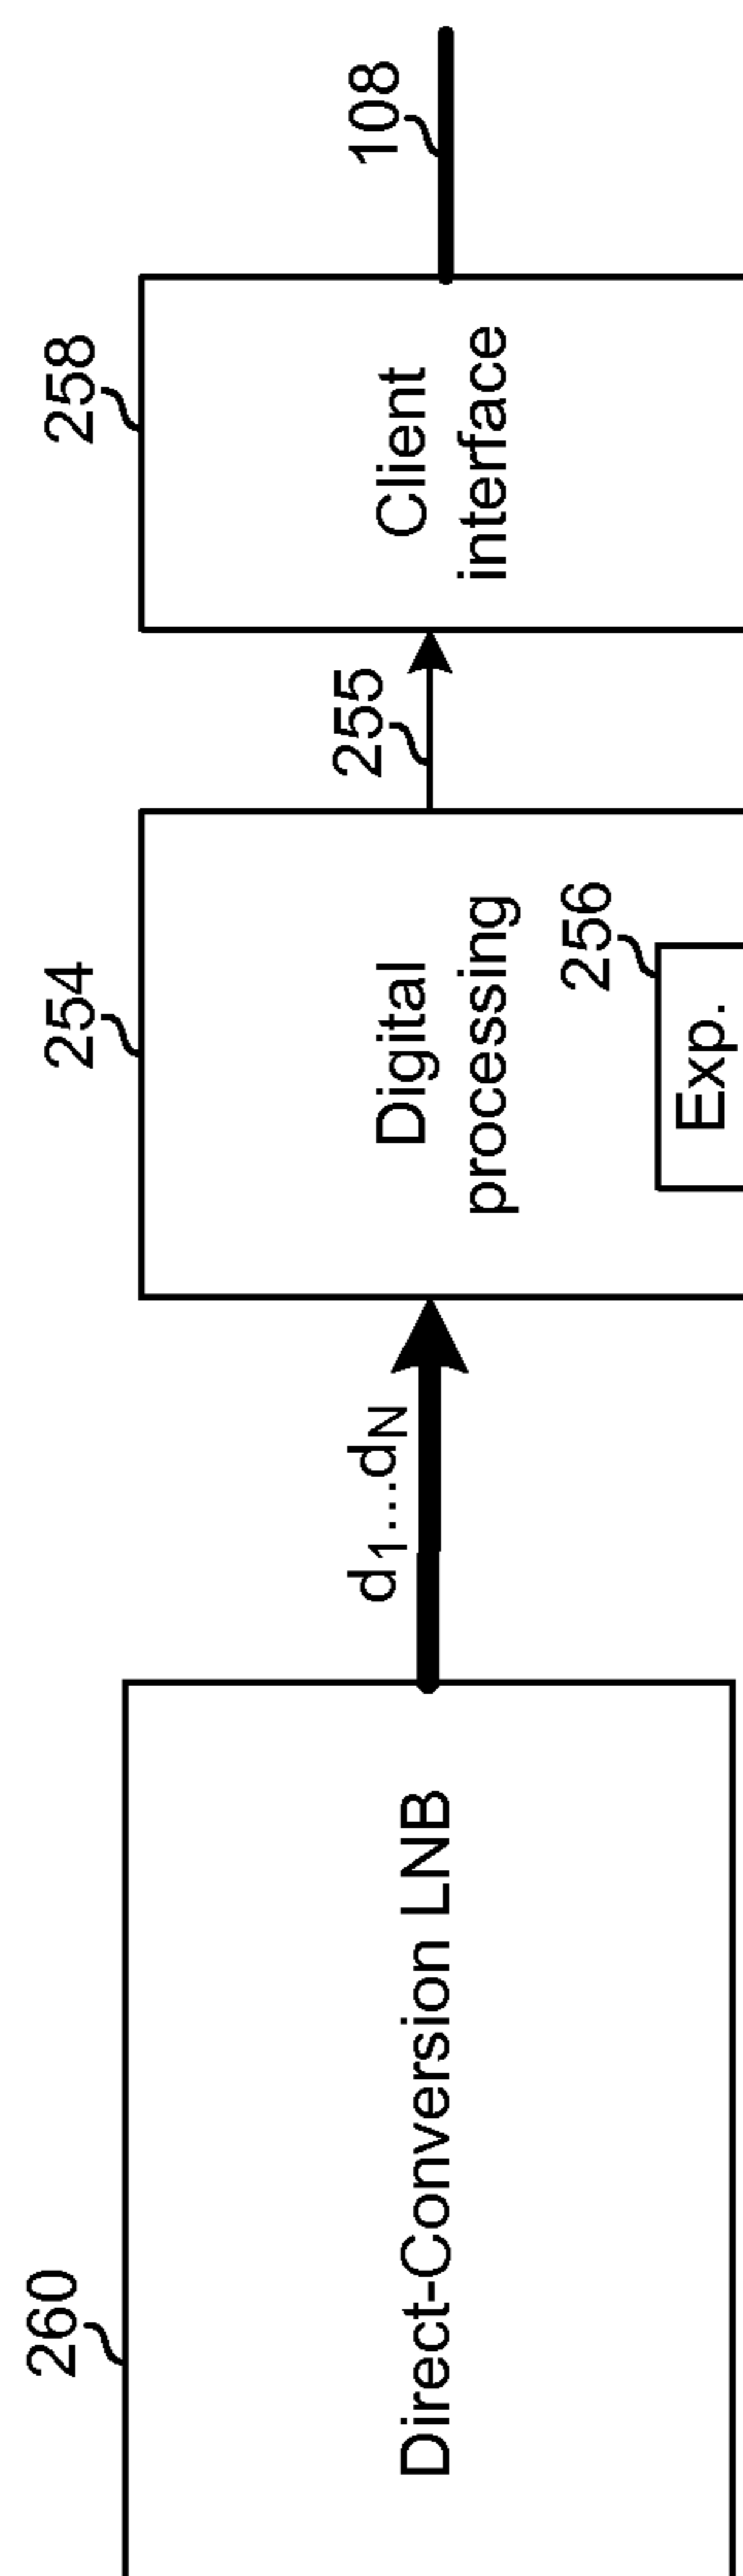 260
Direct-Conversion LNB
d1...dN
254
Digital
processing
256
Exp.
255
258
Client
interface
108